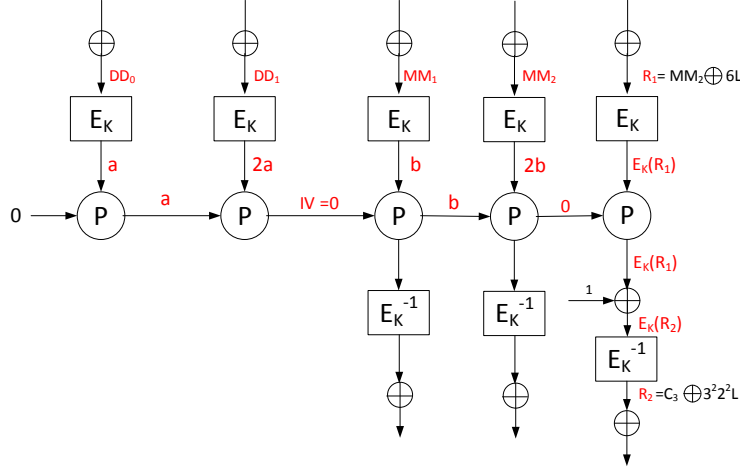 DD₀ DD₁ MM₁ MM₂ R₁= MM₂⊕6L
E_K E_K E_K E_K E_K
a 2a b 2b E_K(R₁)
0 P a P IV =0 P b P 0 P
E_K(R₁)
1
E_K⁻¹ E_K⁻¹ E_K(R₂)
E_K⁻¹
R₂=C₃ ⊕3²2²L